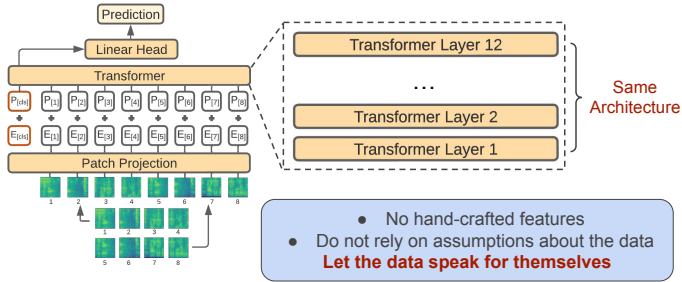 Prediction
Linear Head
Transformer
P[cls] P[1] P[2] P[3] P[4] P[5] P[6] P[7] P[8]
+ + + + + + + + +
E[cls] E[1] E[2] E[3] E[4] E[5] E[6] E[7] E[8]
Patch Projection
1 2 3 4 5 6 7 8
1 2 3 4
5 6 7 8
Transformer Layer 12
...
Transformer Layer 2
Transformer Layer 1
Same
Architecture
● No hand-crafted features
● Do not rely on assumptions about the data
Let the data speak for themselves